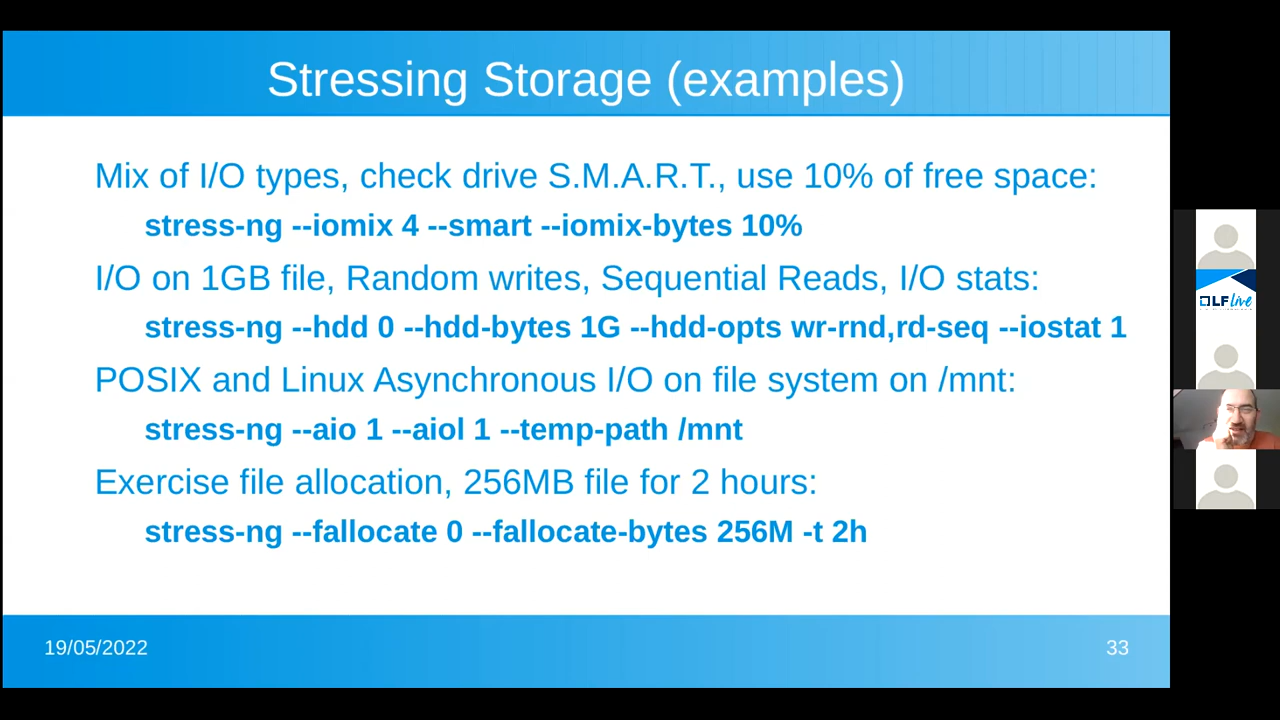 Stressing Storage (examples)
Mix of I/O types, check drive S.M.A.R.T., use 10% of free space:
stress-ng --iomix 4 --smart --iomix-bytes 10%
I/O on 1GB file, Random writes, Sequential Reads, I/O stats:
stress-ng --hdd 0 --hdd-bytes 1G --hdd-opts wr-rnd,rd-seq --iostat 1
POSIX and Linux Asynchronous I/O on file system on /mnt:
stress-ng --aio 1 --aiol 1 --temp-path /mnt
Exercise file allocation, 256MB file for 2 hours:
stress-ng --fallocate 0 --fallocate-bytes 256M -t 2h
19/05/2022
33
LF live